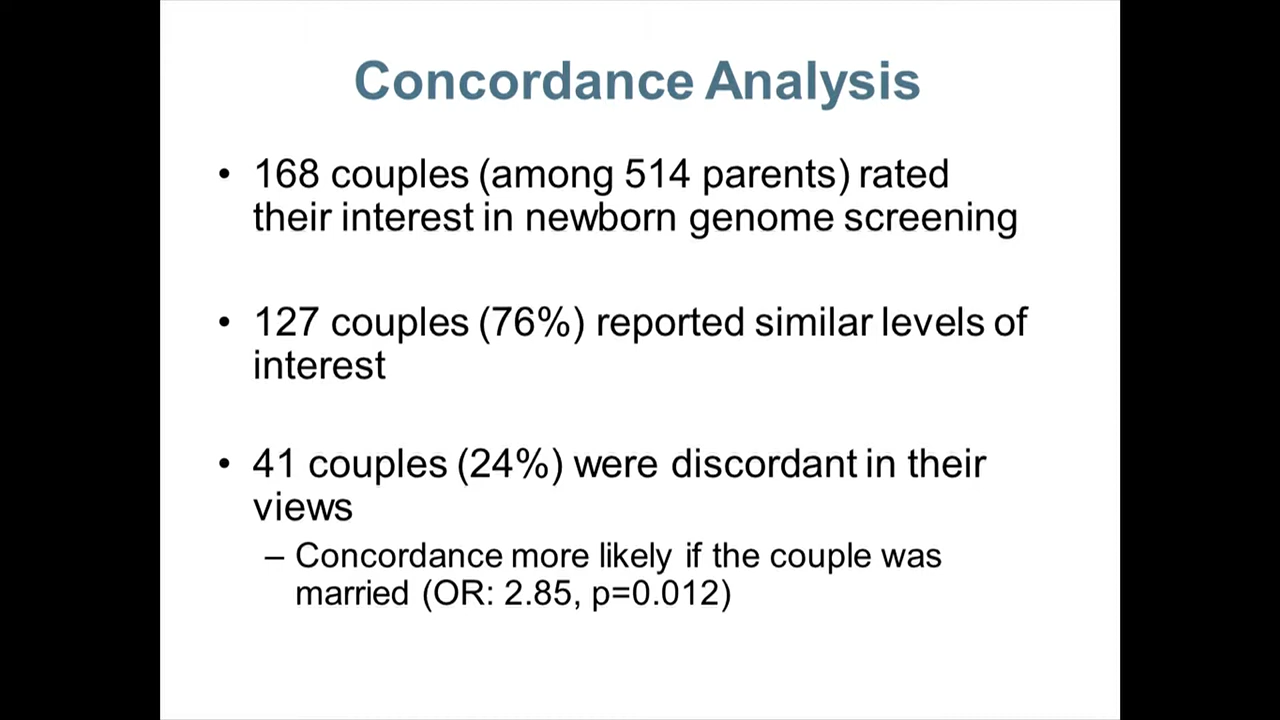 Concordance Analysis
• 168 couples (among 514 parents) rated
their interest in newborn genome screening
• 127 couples (76%) reported similar levels of
interest
• 41 couples (24%) were discordant in their
views
– Concordance more likely if the couple was
married (OR: 2.85, p=0.012)